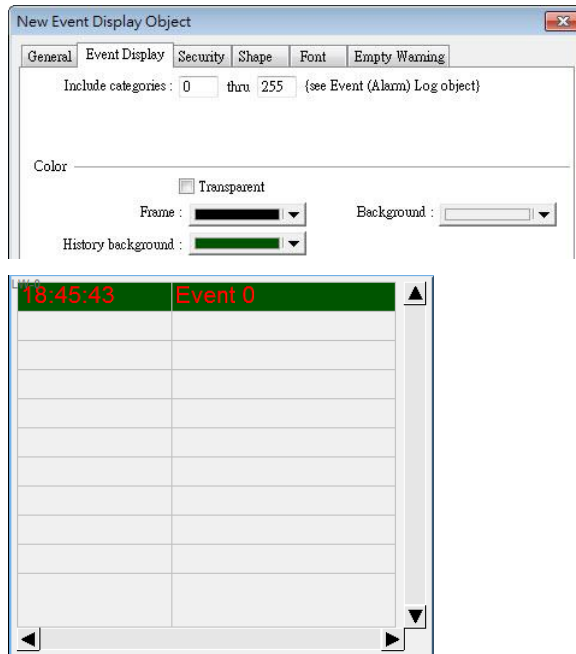 New Event Display Object
General Event Display Security Shape Font Empty Warning
Include categories : 0 thru 255 {see Event (Alarm) Log object}
Color
Transparent
Frame : Background :
History background :
18:45:43 Event 0